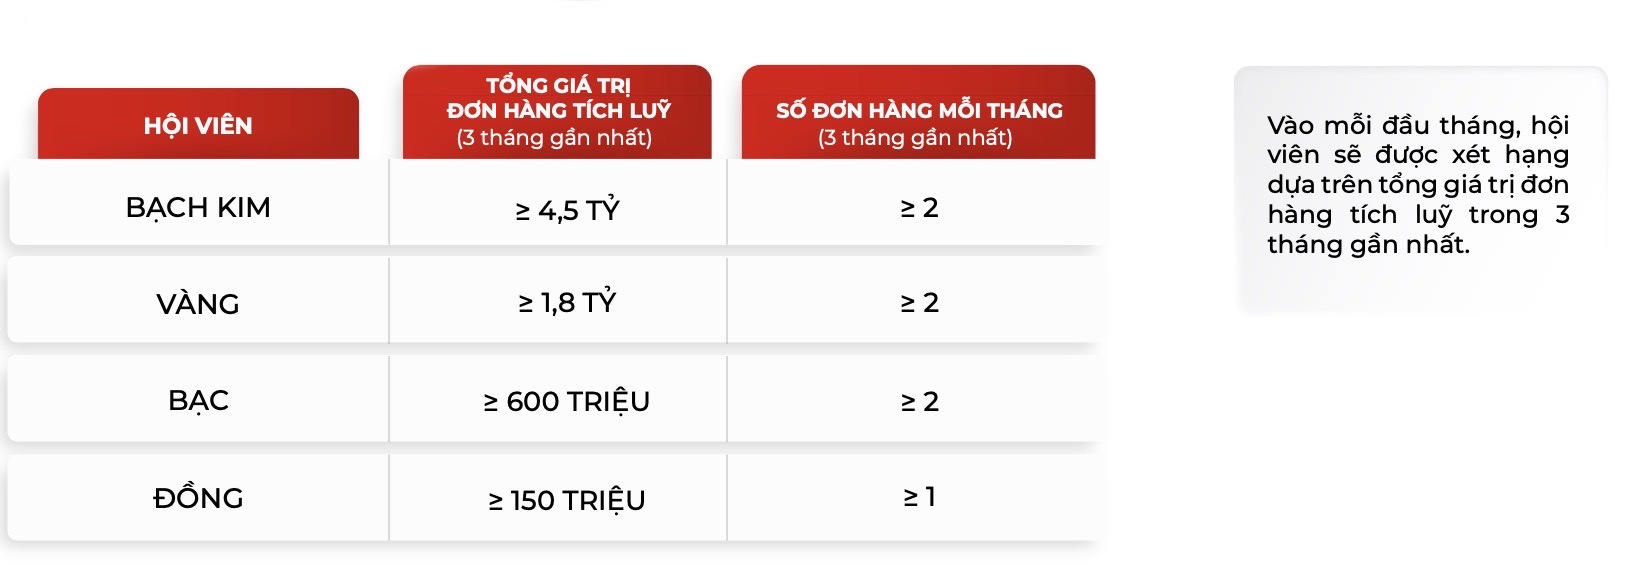 HỘI VIÊN
TỔNG GIÁ TRỊ
ĐƠN HÀNG TÍCH LUỸ
(3 tháng gần nhất)
SỐ ĐƠN HÀNG MỖI THÁNG
(3 tháng gần nhất)
BẠCH KIM
≥ 4,5 TỶ
≥ 2
VÀNG
≥ 1,8 TỶ
≥ 2
BẠC
≥ 600 TRIỆU
≥ 2
ĐỒNG
≥ 150 TRIỆU
≥ 1
Vào mỗi đầu tháng, hội
viên sẽ được xét hạng
dựa trên tổng giá trị đơn
hàng tích luỹ trong 3
tháng gần nhất.